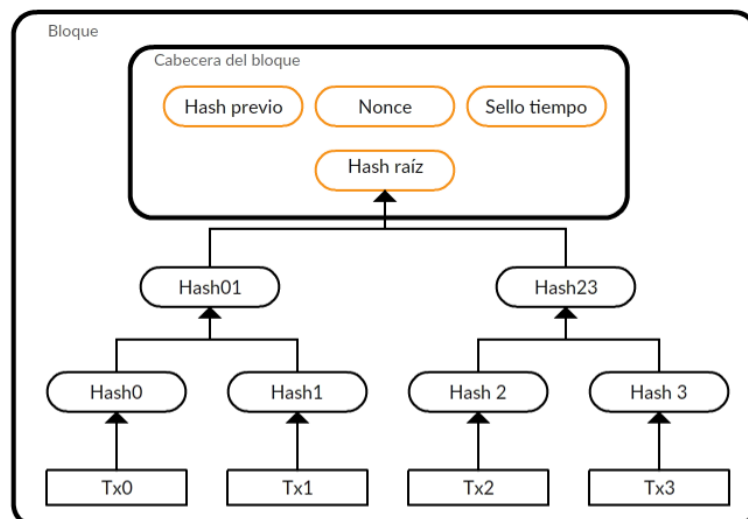 Bloque
Cabecera del bloque
Hash previo
Nonce
Sello tiempo
Hash raíz
Hash01
Hash23
Hash0
Hash1
Hash 2
Hash 3
Tx0
Tx1
Tx2
Tx3